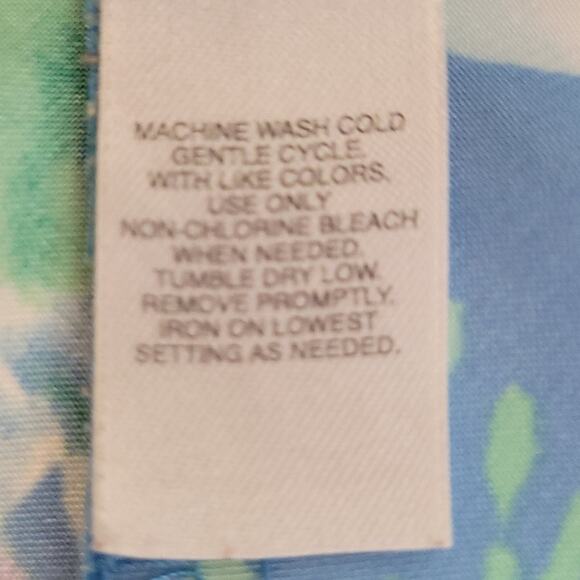 MACHINE WASH COLD
GENTLE CYCLE.
WITH LIKE COLORS.
USE ONLY
NON-CHLORINE BLEACH
WHEN NEEDED.
TUMBLE DRY LOW.
REMOVE PROMPTLY.
IRON ON LOWEST
SETTING AS NEEDED.